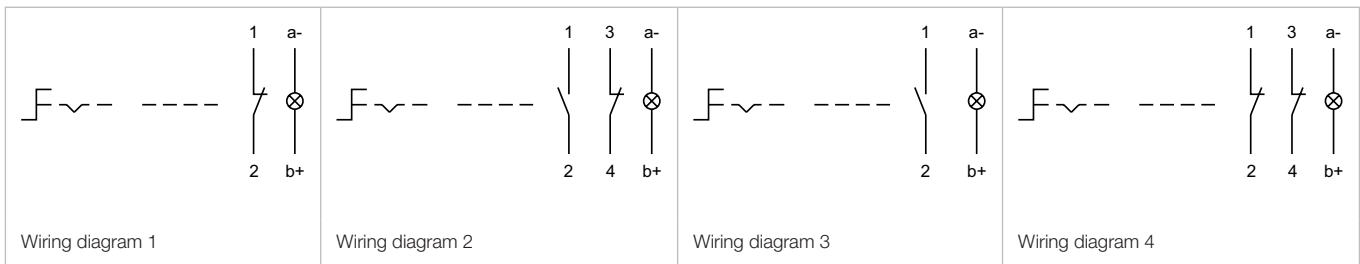 1 a-
2 b+
Wiring diagram 1
1 3 a-
2 4 b+
Wiring diagram 2
1 a-
2 b+
Wiring diagram 3
1 3 a-
2 4 b+
Wiring diagram 4